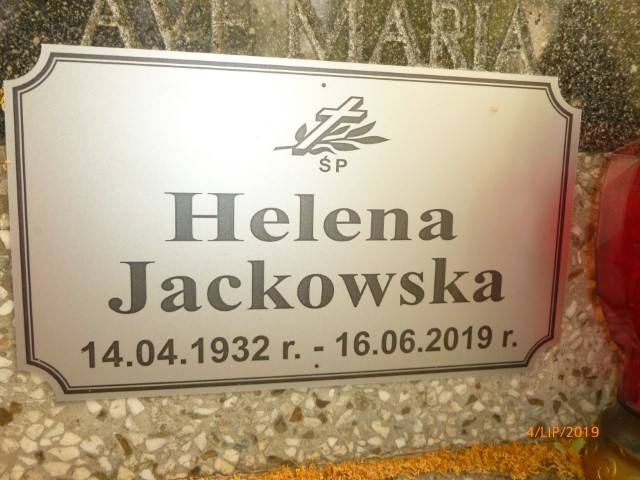 AVE MARIA
ŚP
Helena
Jackowska
14.04.1932 r. - 16.06.2019 r.
4/LIP/2019